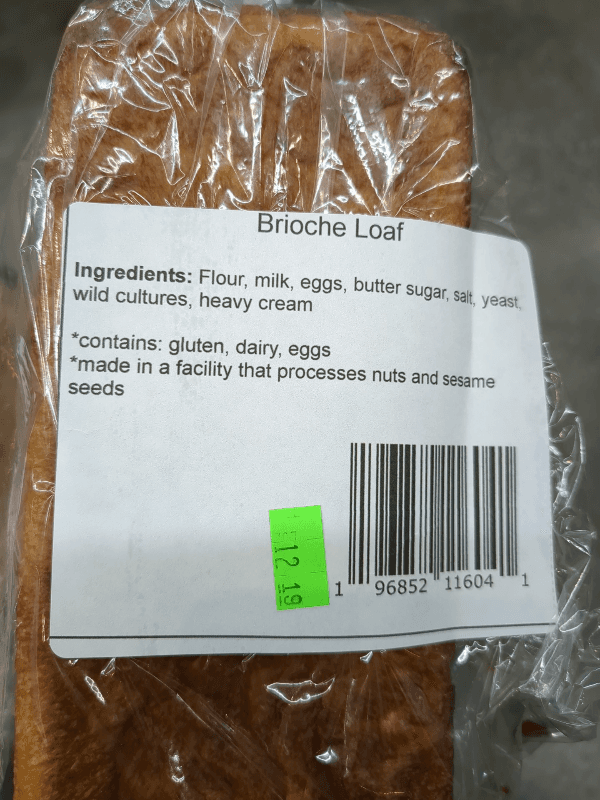 Brioche Loaf
Ingredients: Flour, milk, eggs, butter sugar, salt, yeast,
wild cultures, heavy cream
*contains: gluten, dairy, eggs
*made in a facility that processes nuts and sesame
seeds
12 19
1 96852 11604 1